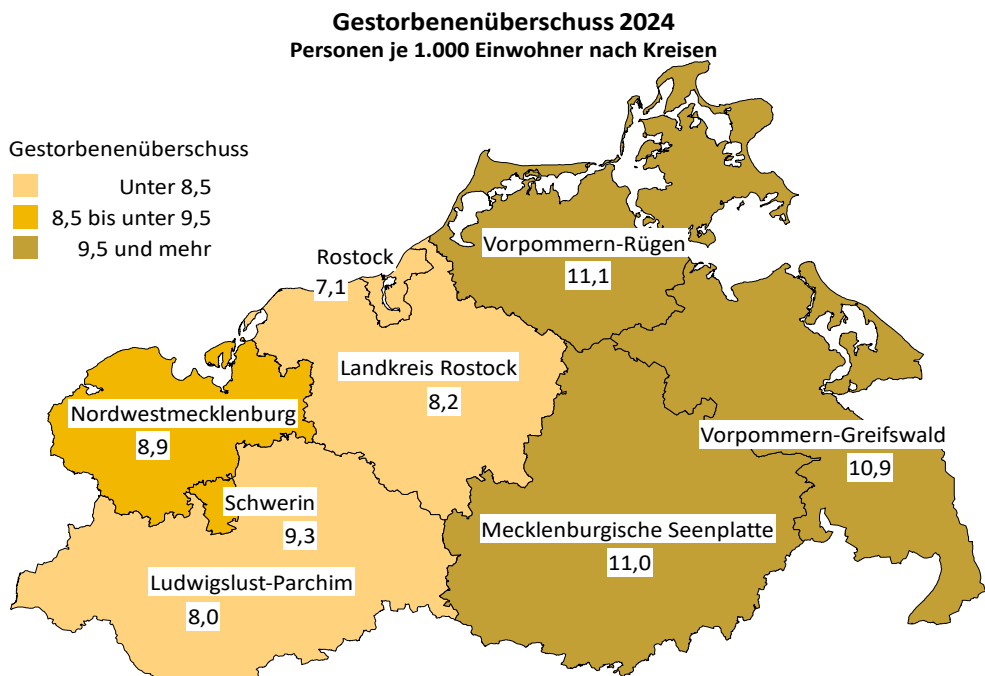 Gestorbenenüberschuss 2024
Personen je 1.000 Einwohner nach Kreisen
Gestorbenenüberschuss
Unter 8,5
8,5 bis unter 9,5
9,5 und mehr
Vorpommern-Rügen
11,1
Rostock
7,1
Landkreis Rostock
8,2
Nordwestmecklenburg
8,9
Vorpommern-Greifswald
10,9
Schwerin
9,3
Mecklenburgische Seenplatte
11,0
Ludwigslust-Parchim
8,0